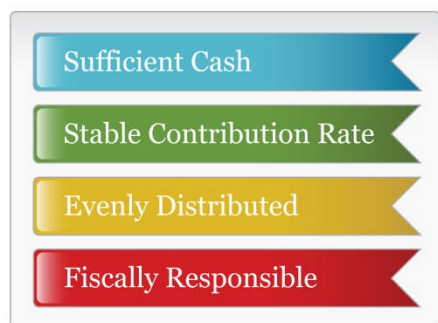 Sufficient Cash
Stable Contribution Rate
Evenly Distributed
Fiscally Responsible